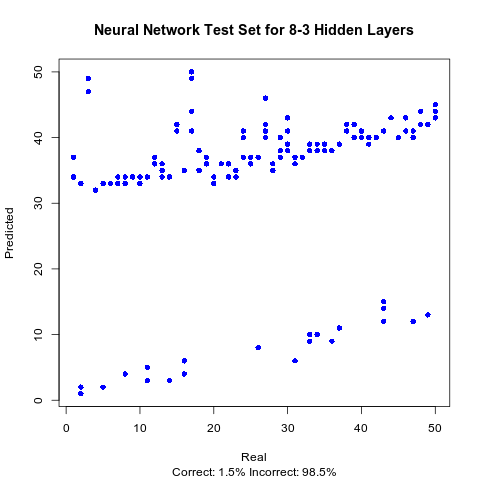 Neural Network Test Set for 8-3 Hidden Layers
Predicted
50
40
30
20
10
0
0 10 20 30 40 50
Real
Correct: 1.5% Incorrect: 98.5%